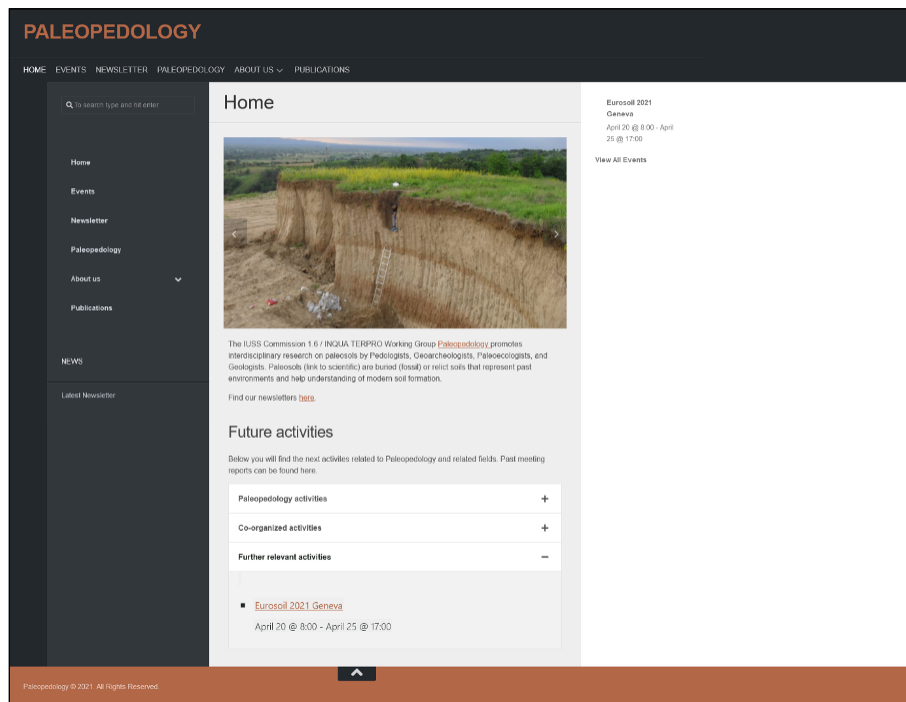 PALEOPEDOLOGY
HOME EVENTS NEWSLETTER PALEOPEDOLOGY ABOUT US PUBLICATIONS
To search type and hit enter
Home
Events
Newsletter
Paleopedology
About us
Publications
NEWS
Latest Newsletter
Home
The IUSS Commission 1.6 / INQUA TERPRO Working Group Paleopedology promotes
interdisciplinary research on paleosols by Pedologists, Geoarcheologists, Paleoecologists, and
Geologists. Paleosols (link to scientific) are buried (fossil) or relict soils that represent past
environments and help understanding of modern soil formation.
Find our newsletters here.
Future activities
Below you will find the next activites related to Paleopedology and related fields. Past meeting
reports can be found here.
Paleopedology activities +
Co-organized activities +
Further relevant activities −
Eurosoil 2021 Geneva
April 20 @ 8:00 - April 25 @ 17:00
Eurosoil 2021
Geneva
April 20 @ 8:00 - April
25 @ 17:00
View All Events
Paleopedology © 2021. All Rights Reserved.